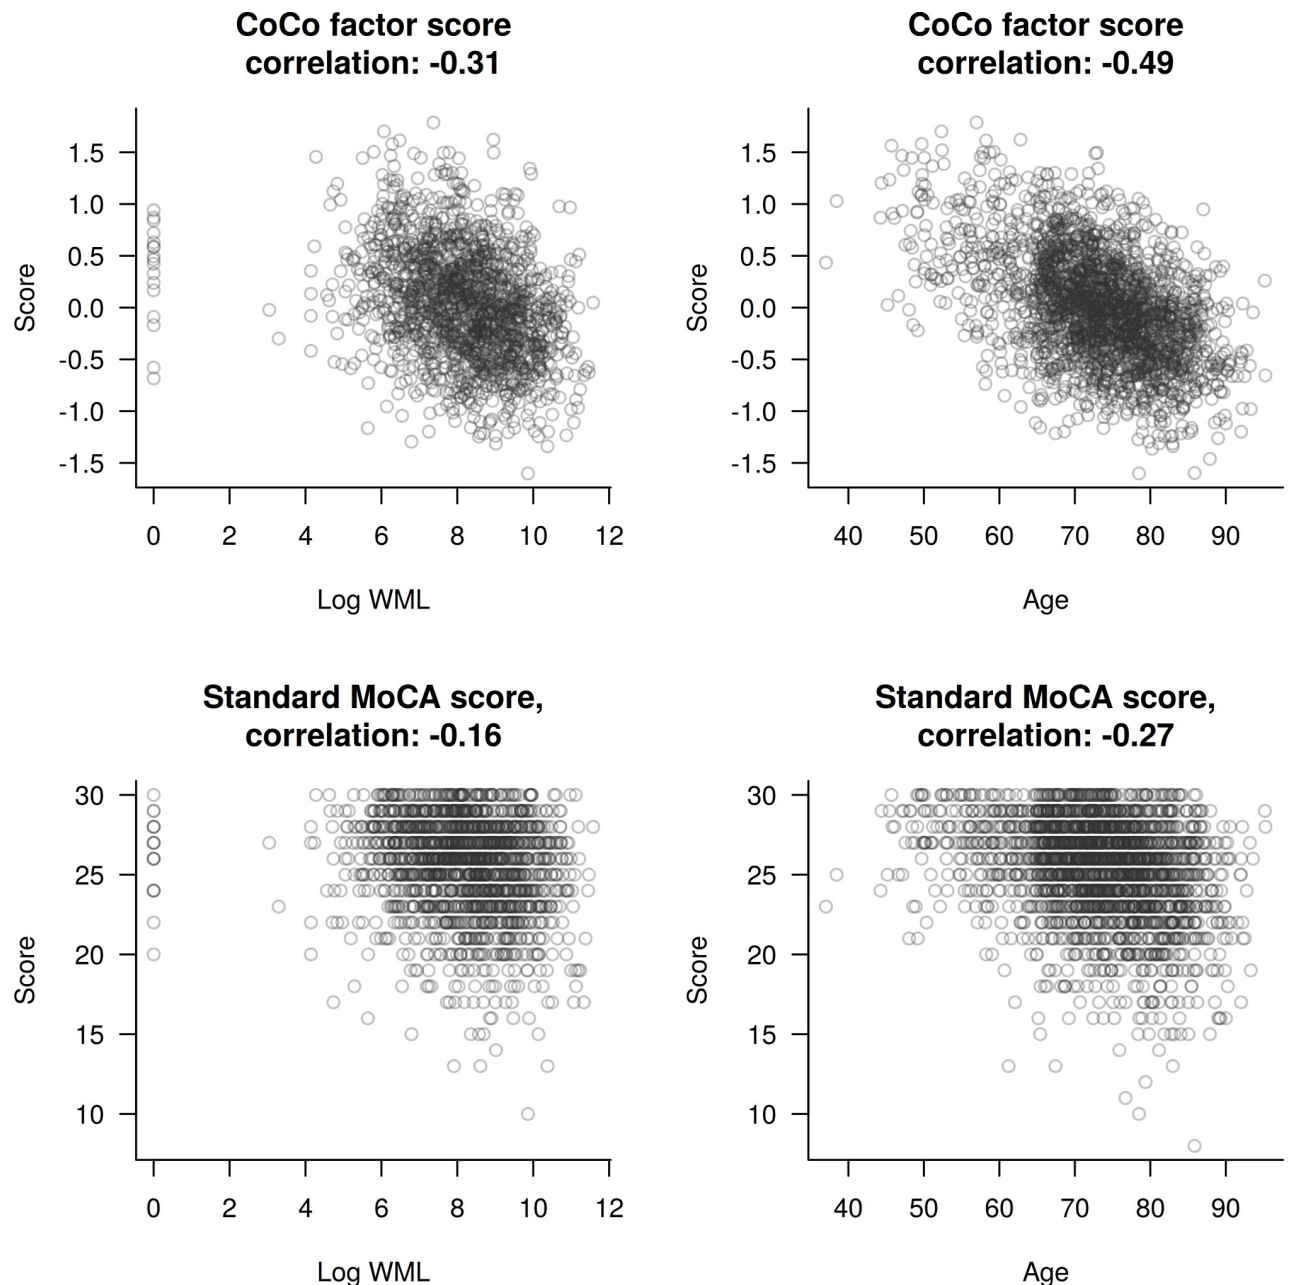 CoCo factor score
correlation: -0.31
1.5
1.0
0.5
0.0
-0.5
-1.0
-1.5
Score
0 2 4 6 8 10 12
Log WML
CoCo factor score
correlation: -0.49
1.5
1.0
0.5
0.0
-0.5
-1.0
-1.5
Score
40 50 60 70 80 90
Age
Standard MoCA score,
correlation: -0.16
30
25
20
15
10
Score
0 2 4 6 8 10 12
Log WML
Standard MoCA score,
correlation: -0.27
30
25
20
15
10
Score
40 50 60 70 80 90
Age